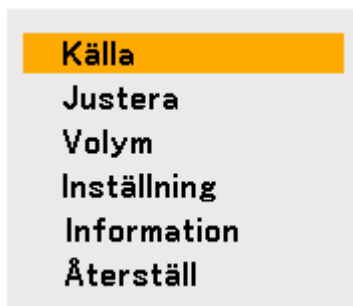 Källa
Justera
Volym
Inställning
Information
Återställ